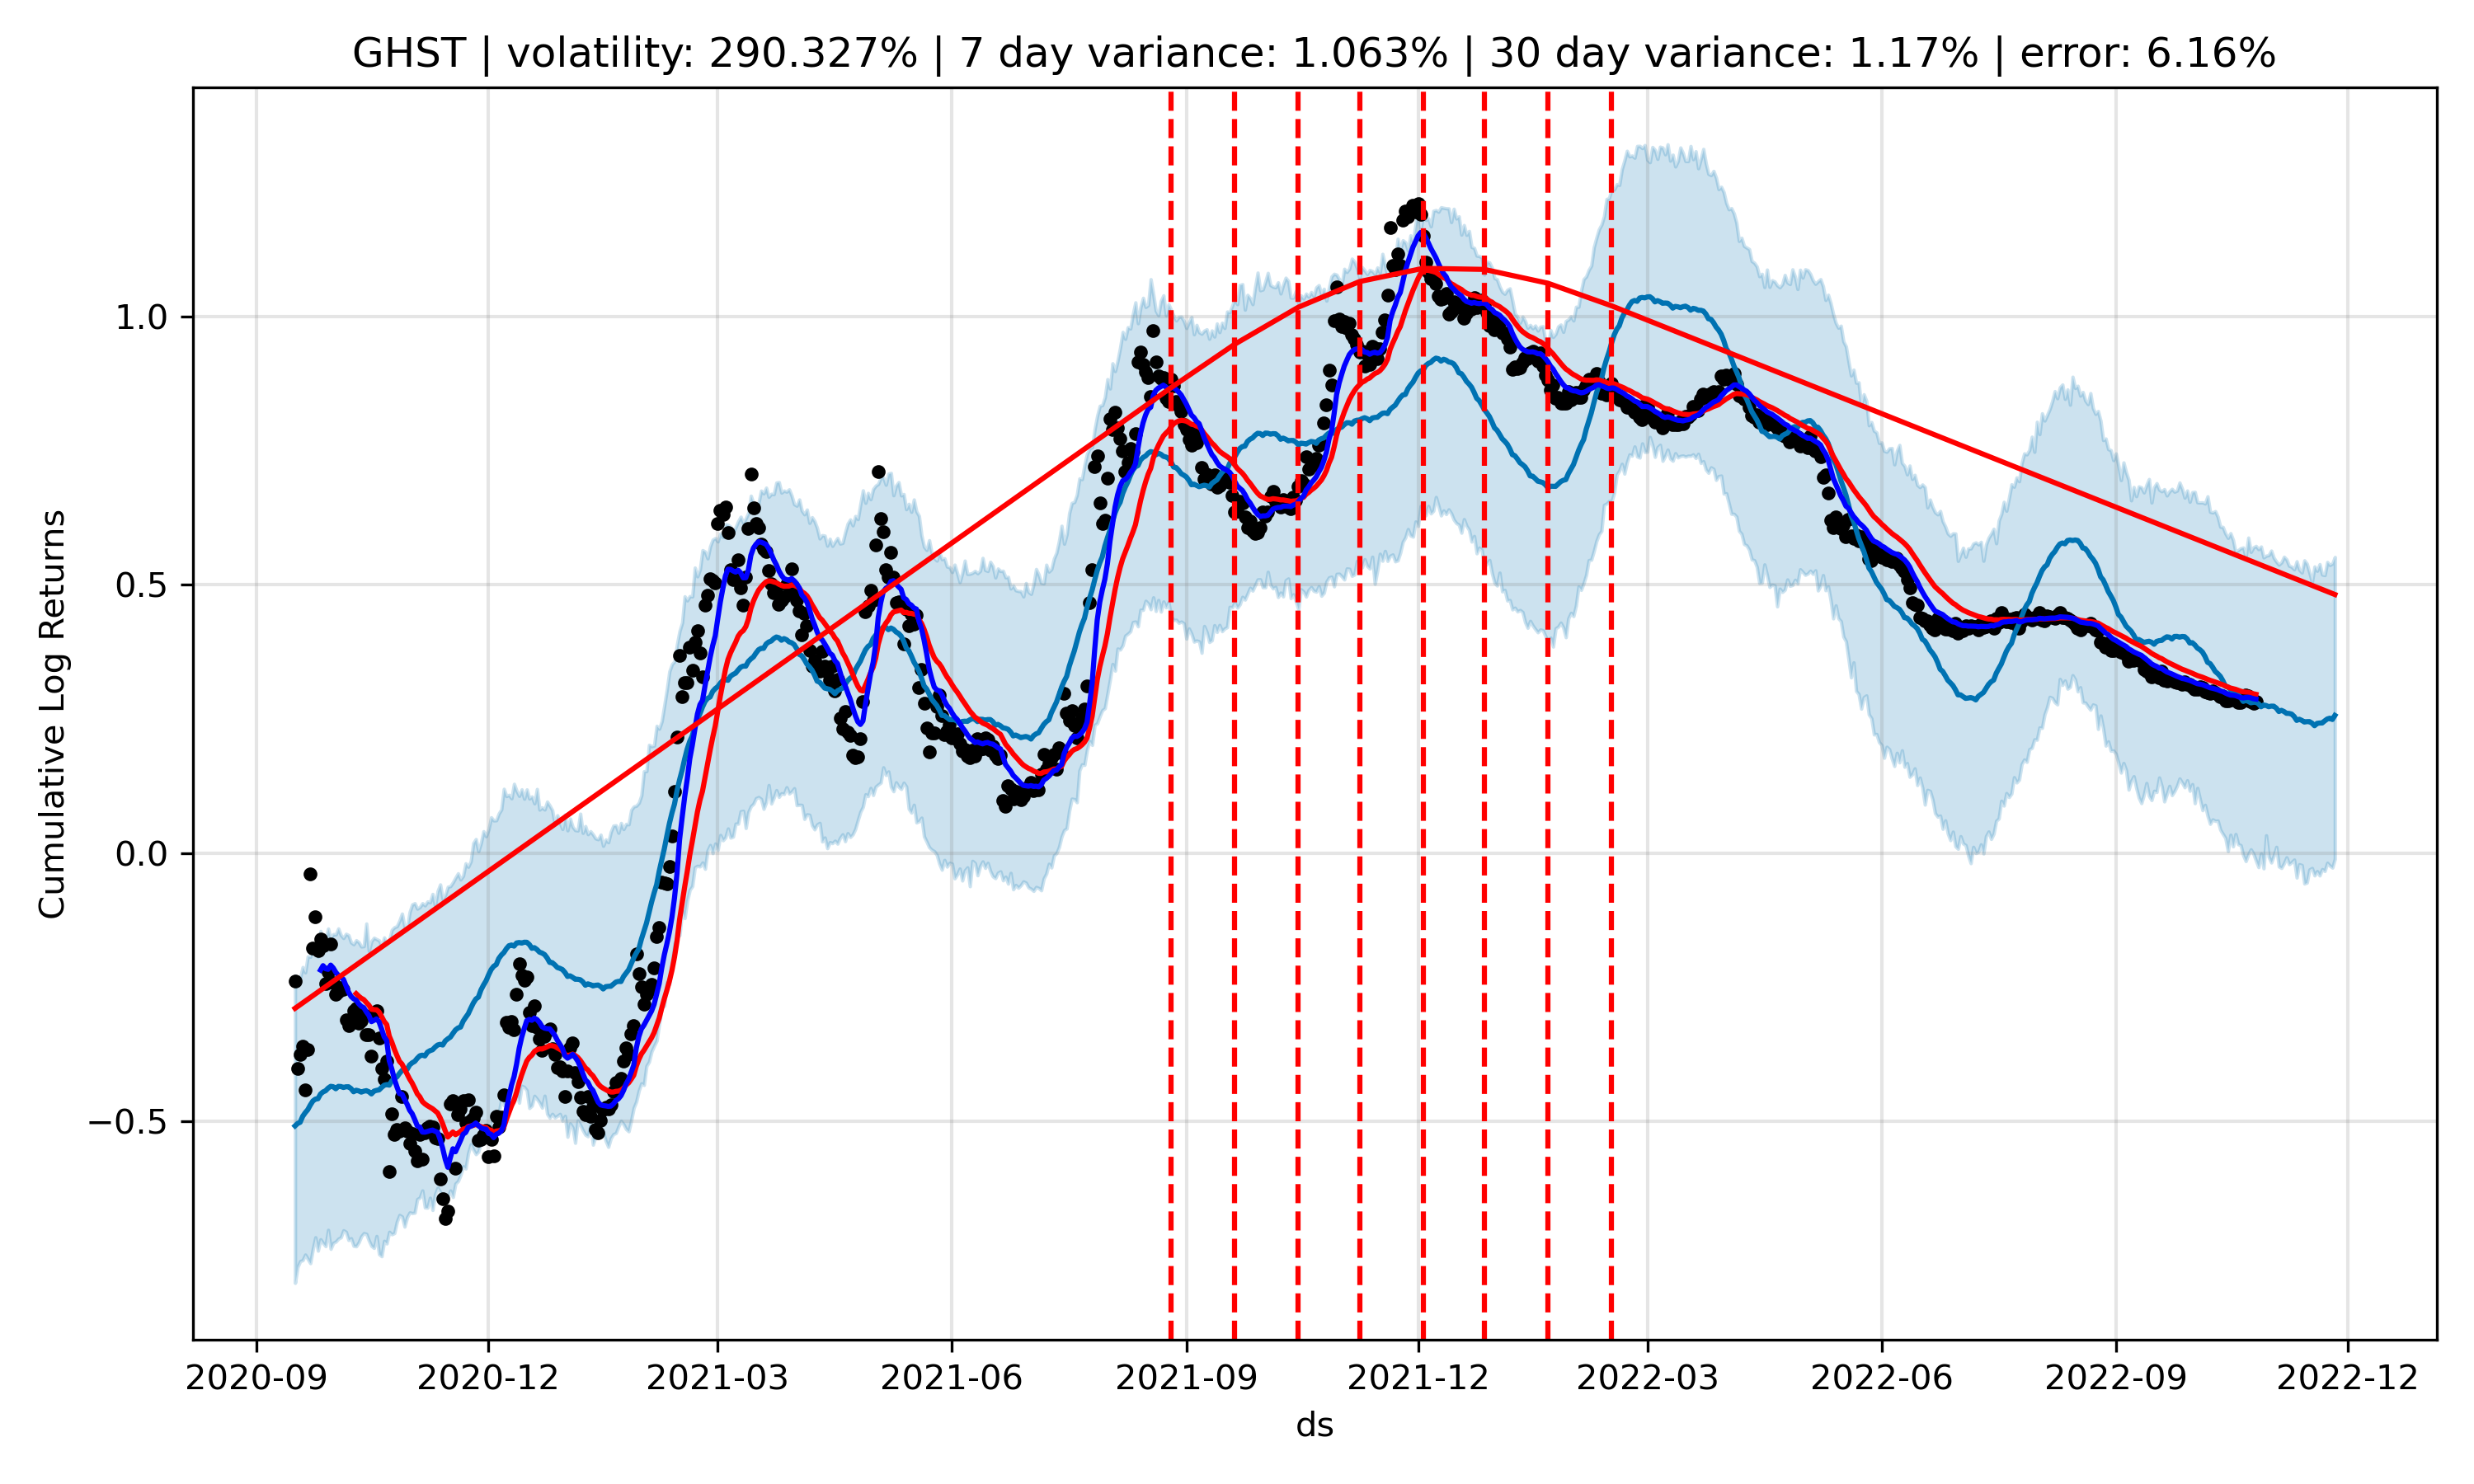 GHST | volatility: 290.327% | 7 day variance: 1.063% | 30 day variance: 1.17% | error: 6.16%
Cumulative Log Returns
1.0
0.5
0.0
−0.5
2020-09 2020-12 2021-03 2021-06 2021-09 2021-12 2022-03 2022-06 2022-09 2022-12
ds